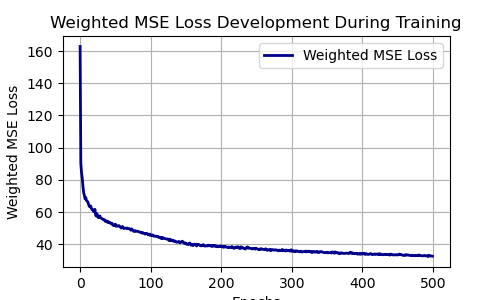 Weighted MSE Loss Development During Training
Weighted MSE Loss
Weighted MSE Loss
160
140
120
100
80
60
40
0 100 200 300 400 500
Epochs